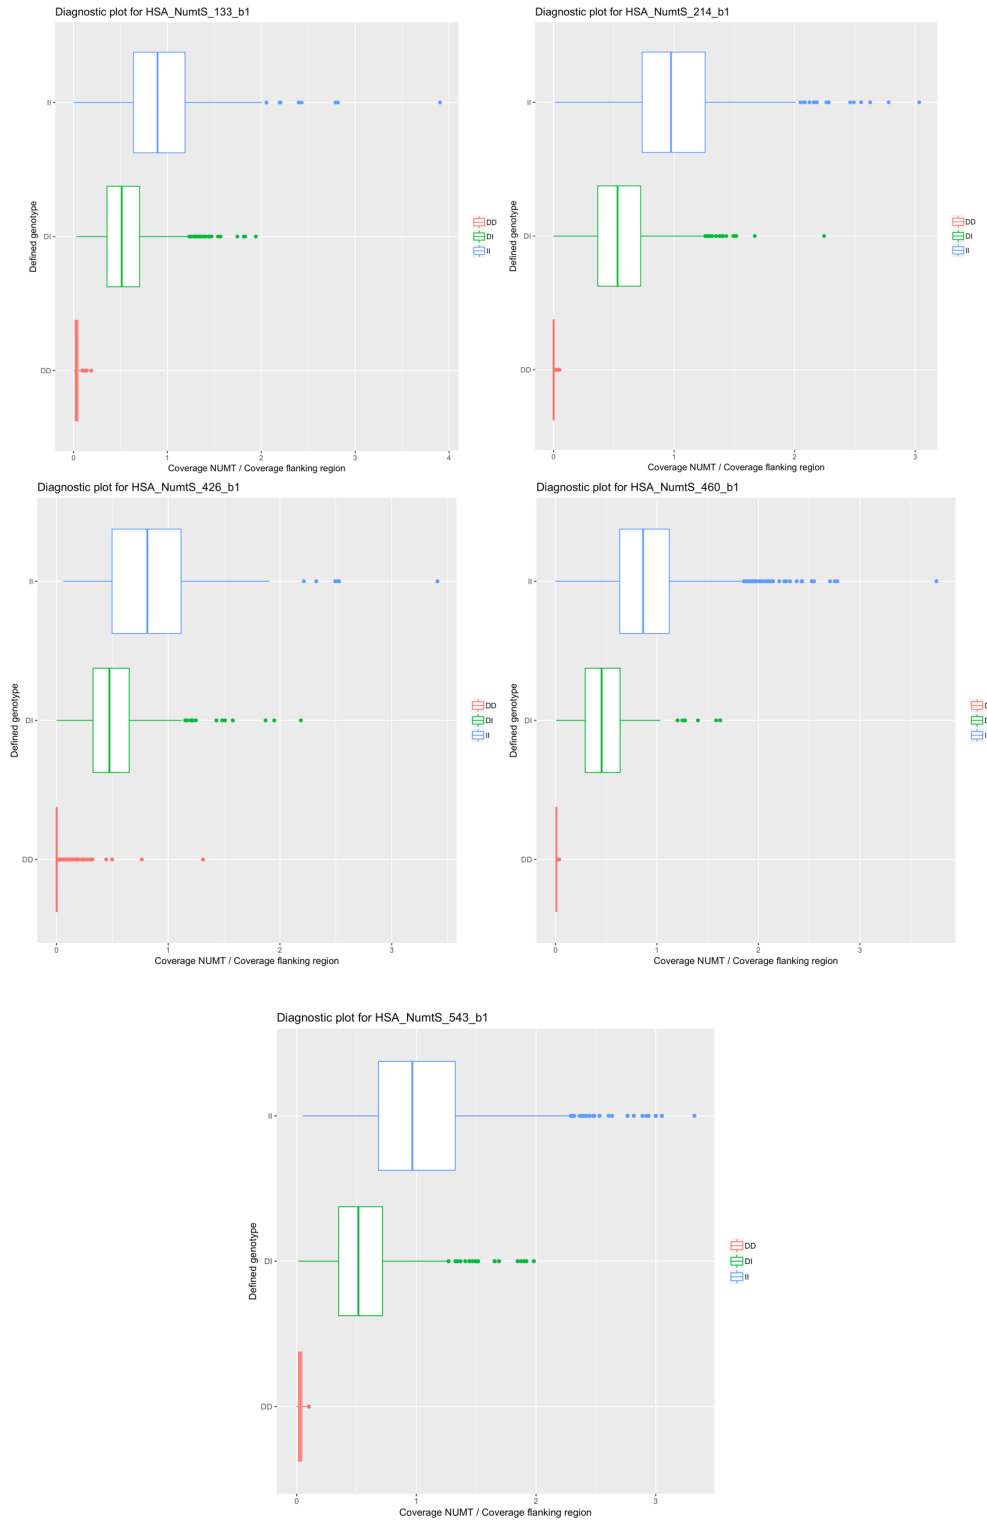 Diagnostic plot for HSA_NumtS_133_b1
II
DI
DD
Defined genotype
0 1 2 3 4
Coverage NUMT / Coverage flanking region
DD
DI
II
Diagnostic plot for HSA_NumtS_214_b1
II
DI
DD
Defined genotype
0 1 2 3
Coverage NUMT / Coverage flanking region
DD
DI
II
Diagnostic plot for HSA_NumtS_426_b1
II
DI
DD
Defined genotype
0 1 2 3
Coverage NUMT / Coverage flanking region
DD
DI
II
Diagnostic plot for HSA_NumtS_460_b1
II
DI
DD
Defined genotype
0 1 2 3
Coverage NUMT / Coverage flanking region
Diagnostic plot for HSA_NumtS_543_b1
II
DI
DD
Defined genotype
0 1 2 3
Coverage NUMT / Coverage flanking region
DD
DI
II